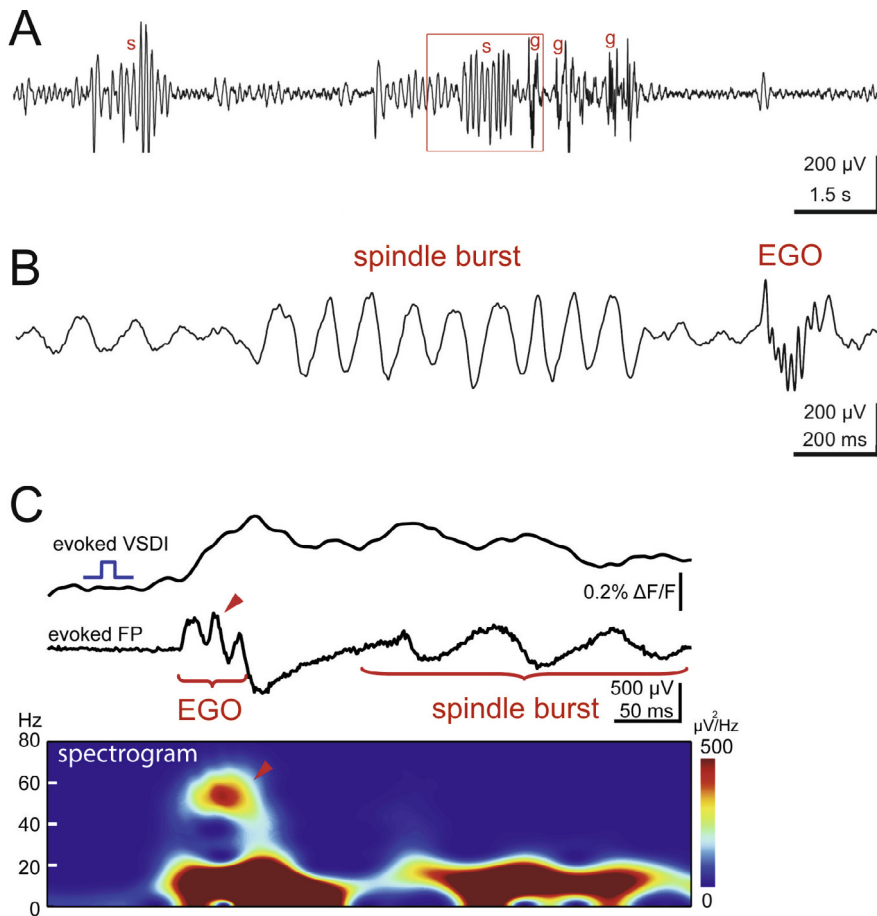 A
s
s
g
g
g
200 μV
1.5 s
B
spindle burst
EGO
200 μV
200 ms
C
evoked VSDI
0.2% ΔF/F
evoked FP
EGO
spindle burst
500 μV
50 ms
Hz
μV²/Hz
80
spectrogram
500
60
40
20
0
0